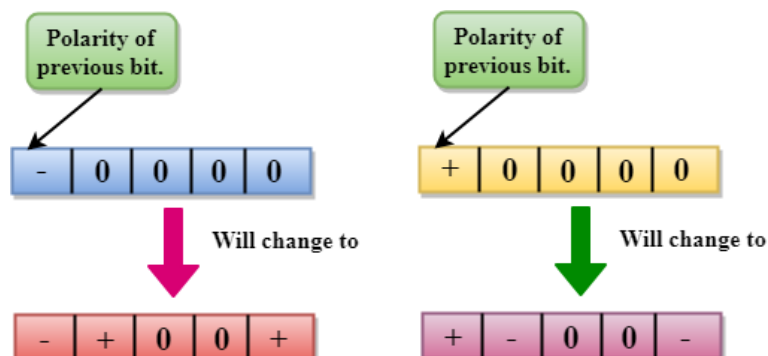 Polarity of
previous bit.
- 0 0 0 0
Will change to
- + 0 0 +
Polarity of
previous bit.
+ 0 0 0 0
Will change to
+ - 0 0 -